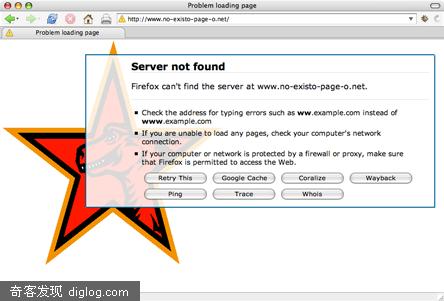 Problem loading page
http://www.no-existo-page-o.net/
Problem loading page
Server not found
Firefox can't find the server at www.no-existo-page-o.net.
Check the address for typing errors such as ww.example.com instead of
www.example.com
If you are unable to load any pages, check your computer's network
connection.
If your computer or network is protected by a firewall or proxy, make sure
that Firefox is permitted to access the Web.
Retry This Google Cache Coralize Wayback
Ping Trace Whois
奇客发现 diglog.com